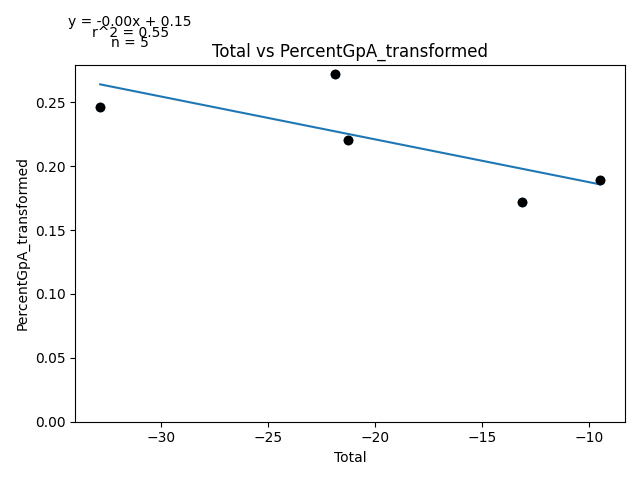 y = -0.00x + 0.15
r^2 = 0.55
n = 5
Total vs PercentGpA_transformed
PercentGpA_transformed
0.25
0.20
0.15
0.10
0.05
0.00
−30
−25
−20
−15
−10
Total